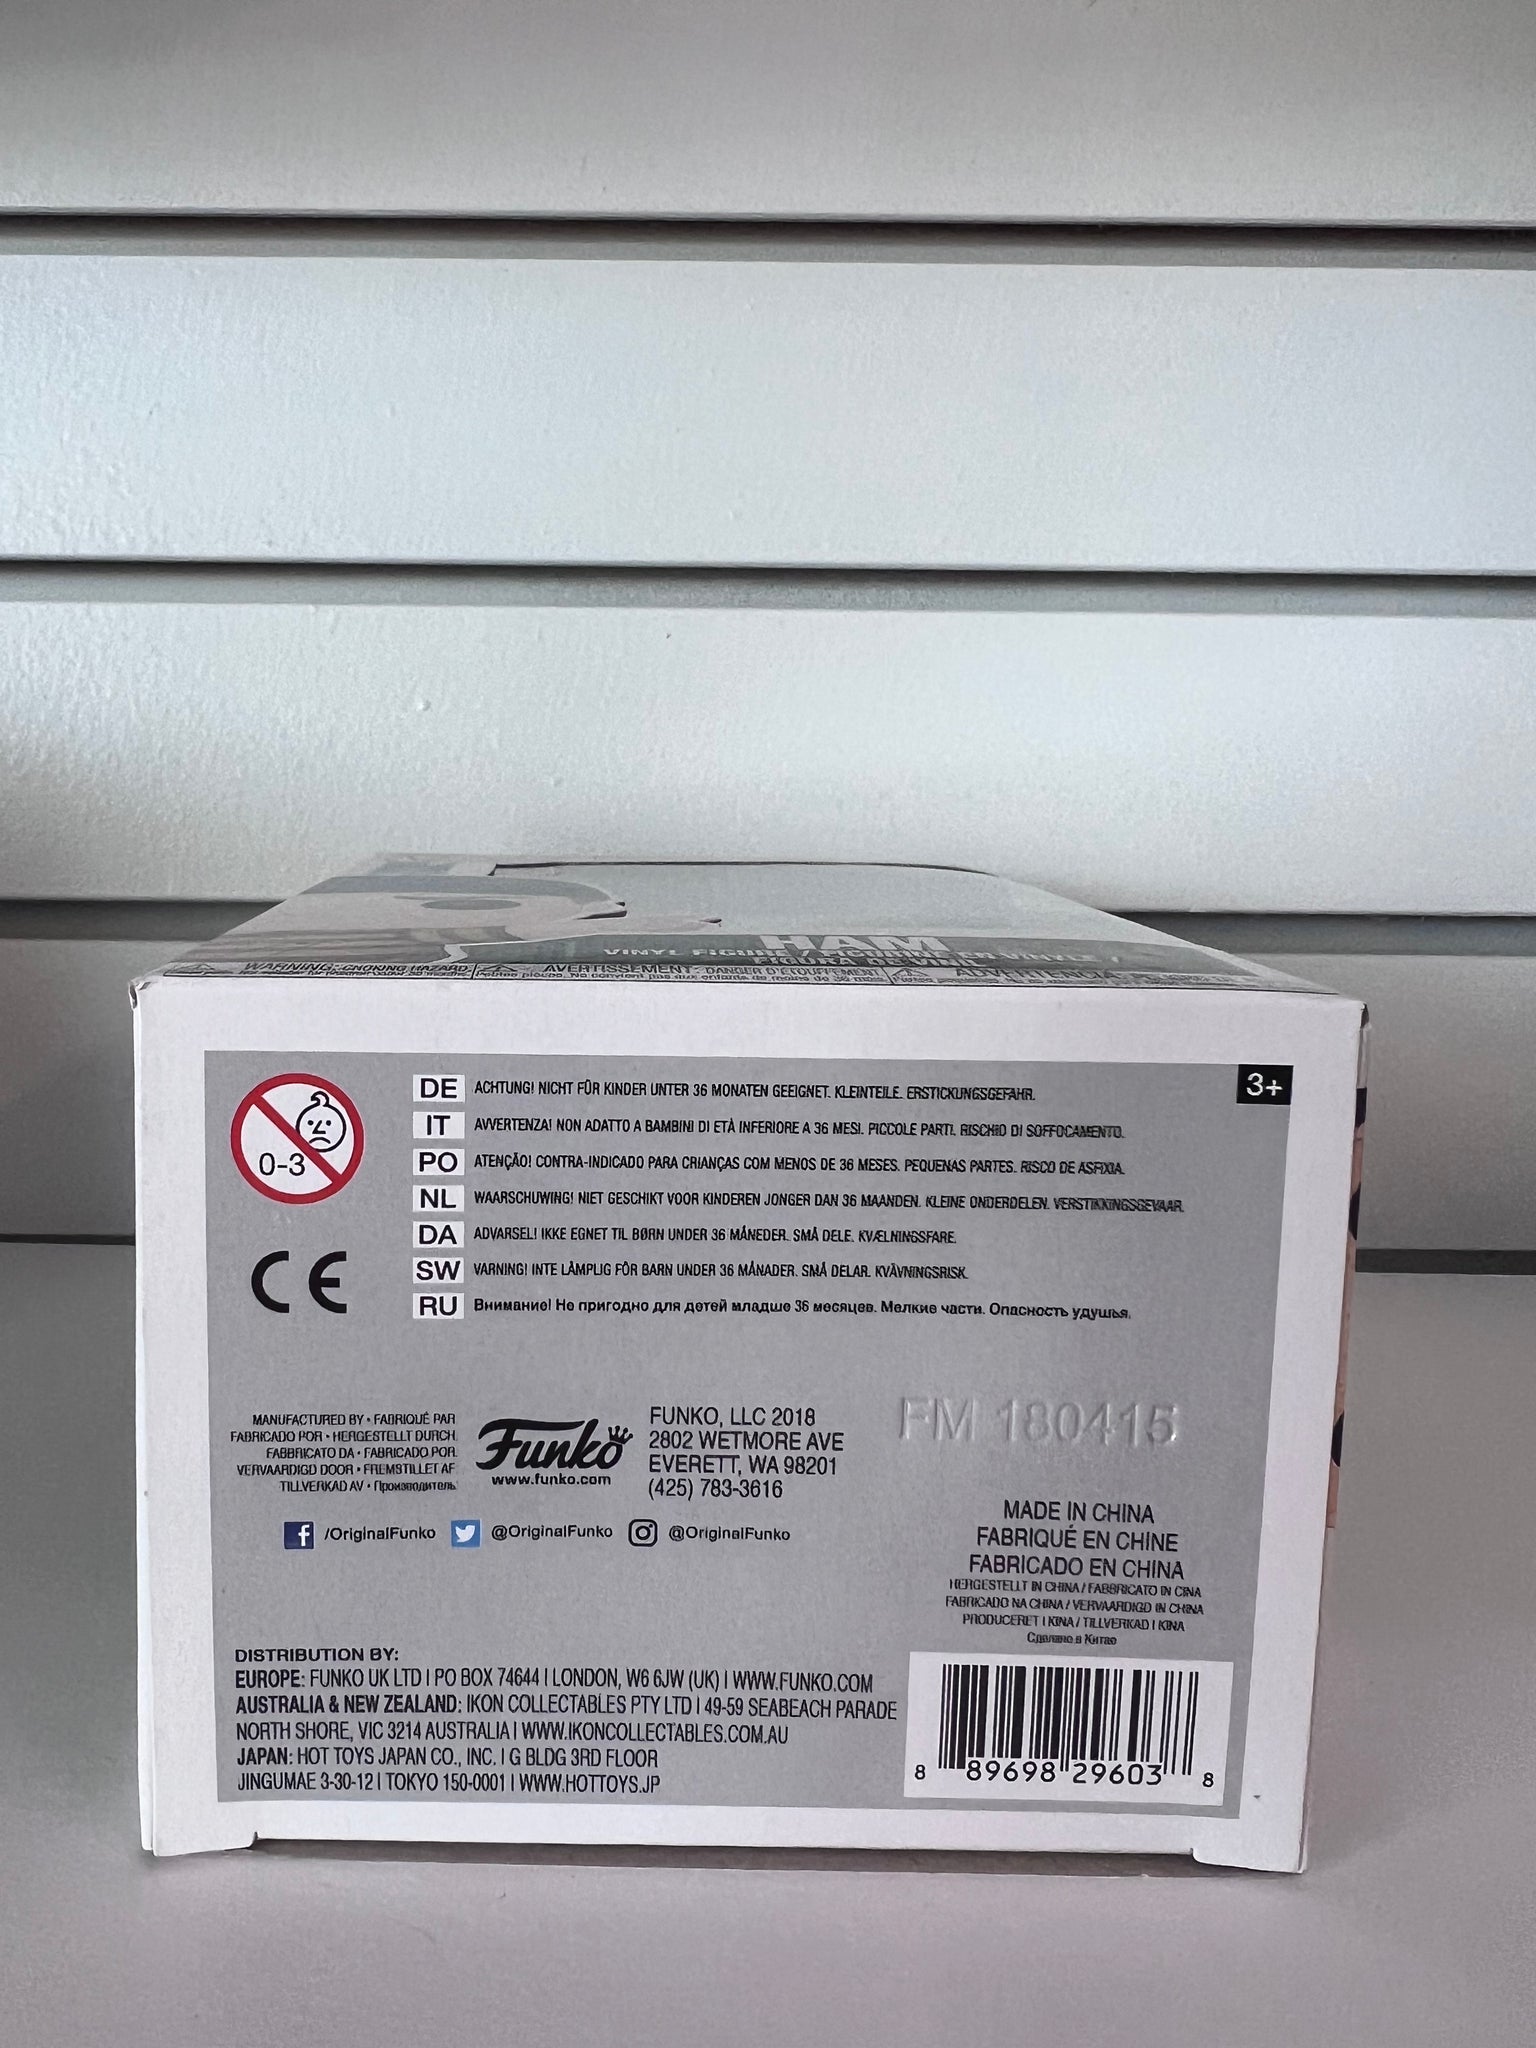 HAM
VINYL FIGURE / FIGURINE EN VINYLE /
FIGURA DE VINIL
WARNING: CHOKING HAZARD
AVERTISSEMENT: DANGER D'ÉTOUFFEMENT
ADVERTENCIA:
3+
0-3
DE ACHTUNG! NICHT FÜR KINDER UNTER 36 MONATEN GEEIGNET. KLEINTEILE. ERSTICKUNGSGEFAHR.
IT AVVERTENZA! NON ADATTO A BAMBINI DI ETÀ INFERIORE A 36 MESI. PICCOLE PARTI. RISCHIO DI SOFFOCAMENTO.
PO ATENÇÃO! CONTRA-INDICADO PARA CRIANÇAS COM MENOS DE 36 MESES. PEQUENAS PARTES. RISCO DE ASFIXIA.
NL WAARSCHUWING! NIET GESCHIKT VOOR KINDEREN JONGER DAN 36 MAANDEN. KLEINE ONDERDELEN. VERSTIKKINGSGEVAAR.
DA ADVARSEL! IKKE EGNET TIL BØRN UNDER 36 MÅNEDER. SMÅ DELE. KVÆLNINGSFARE.
SW VARNING! INTE LÄMPLIG FÖR BARN UNDER 36 MÅNADER. SMÅ DELAR. KVÄVNINGSRISK.
RU Внимание! Не пригодно для детей младше 36 месяцев. Мелкие части. Опасность удушья.
CE
MANUFACTURED BY • FABRIQUÉ PAR
FABRICADO POR • HERGESTELLT DURCH
FABBRICATO DA • FABRICADO POR
VERVAARDIGD DOOR • FREMSTILLET AF
TILLVERKAD AV • Производитель
Funko
www.funko.com
FUNKO, LLC 2018
2802 WETMORE AVE
EVERETT, WA 98201
(425) 783-3616
FM 180415
/OriginalFunko @OriginalFunko @OriginalFunko
MADE IN CHINA
FABRIQUÉ EN CHINE
FABRICADO EN CHINA
HERGESTELLT IN CHINA / FABBRICATO IN CINA
FABRICADO NA CHINA / VERVAARDIGD IN CHINA
PRODUCERET I KINA / TILLVERKAD I KINA
Сделано в Китае
DISTRIBUTION BY:
EUROPE: FUNKO UK LTD I PO BOX 74644 I LONDON, W6 6JW (UK) I WWW.FUNKO.COM
AUSTRALIA & NEW ZEALAND: IKON COLLECTABLES PTY LTD I 49-59 SEABEACH PARADE
NORTH SHORE, VIC 3214 AUSTRALIA I WWW.IKONCOLLECTABLES.COM.AU
JAPAN: HOT TOYS JAPAN CO., INC. I G BLDG 3RD FLOOR
JINGUMAE 3-30-12 I TOKYO 150-0001 I WWW.HOTTOYS.JP
8 89698 29603 8